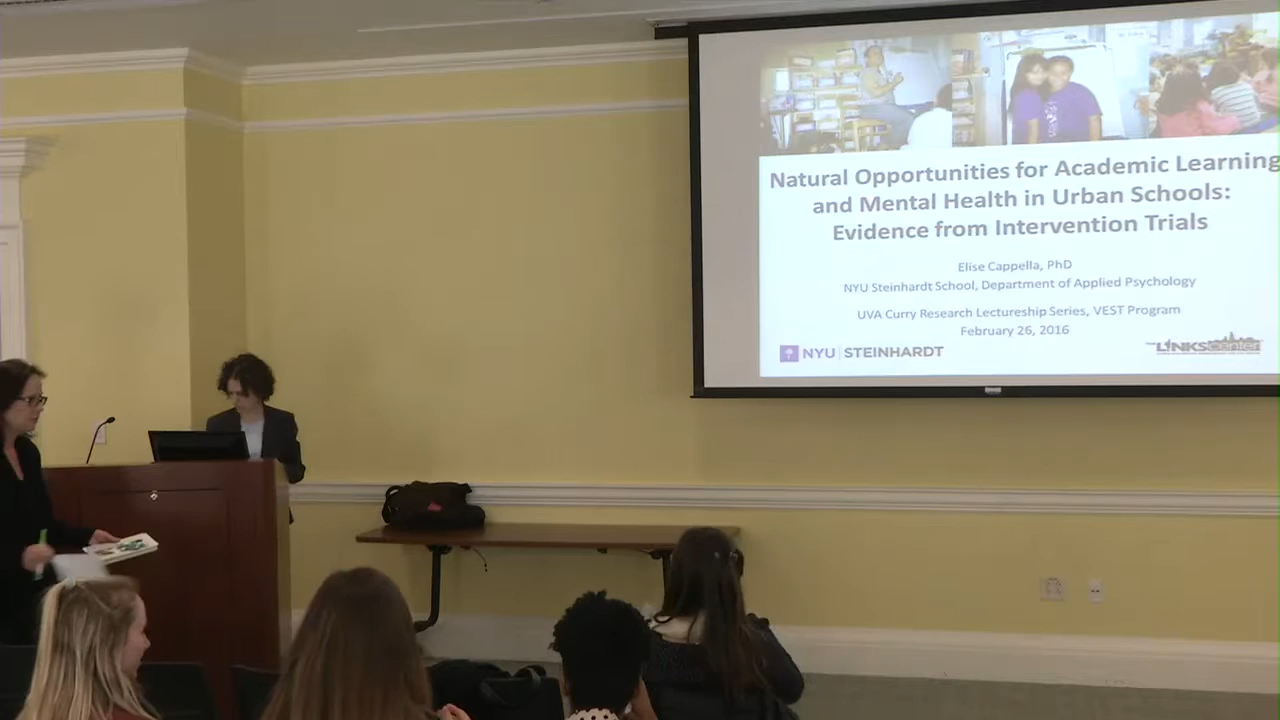 Natural Opportunities for Academic Learning
and Mental Health in Urban Schools:
Evidence from Intervention Trials
Elise Cappella, PhD
NYU Steinhardt School, Department of Applied Psychology
UVA Curry Research Lectureship Series, VEST Program
February 26, 2016
NYU STEINHARDT
THE LINKS center